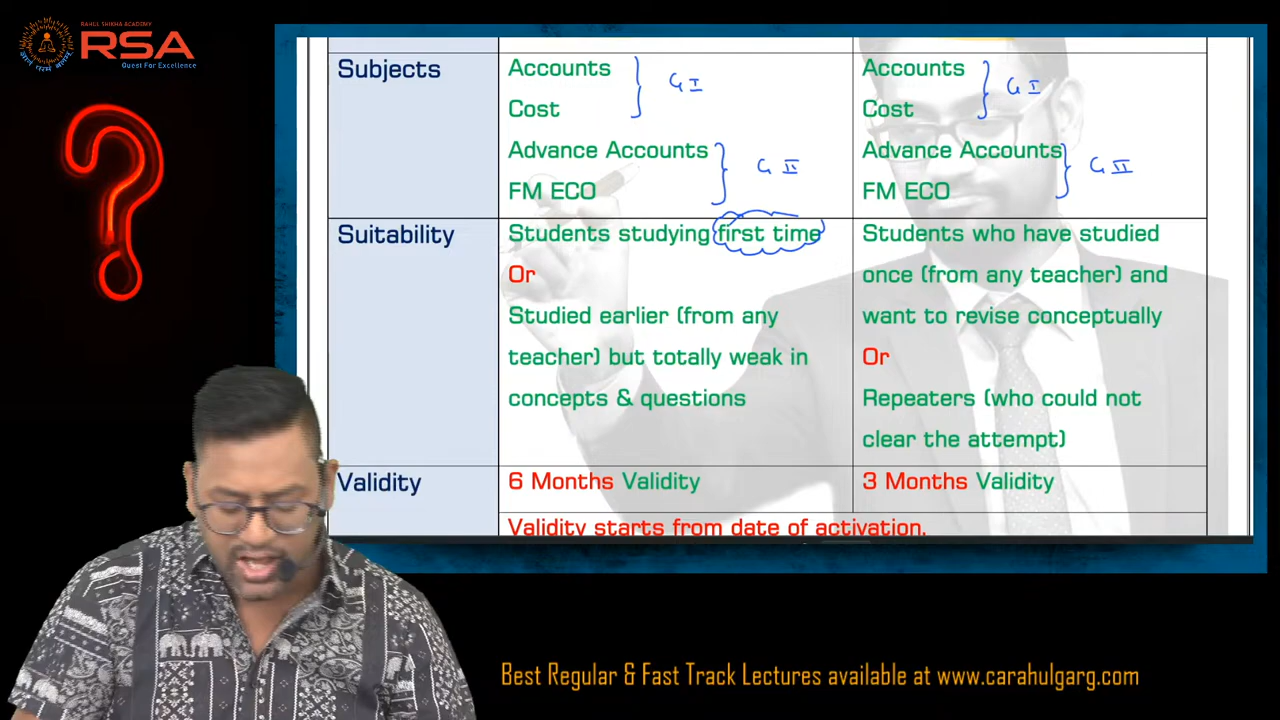 RAHUL SHIKHA ACADEMY
RSA
Quest For Excellence
Subjects
Accounts
Cost
G I
Advance Accounts
FM ECO
G II
Accounts
Cost
G I
Advance Accounts
FM ECO
G II
Suitability
Students studying first time
Or
Studied earlier (from any
teacher) but totally weak in
concepts & questions
Students who have studied
once (from any teacher) and
want to revise conceptually
Or
Repeaters (who could not
clear the attempt)
Validity
6 Months Validity
3 Months Validity
Validity starts from date of activation.
Best Regular & Fast Track Lectures available at www.carahulgarg.com